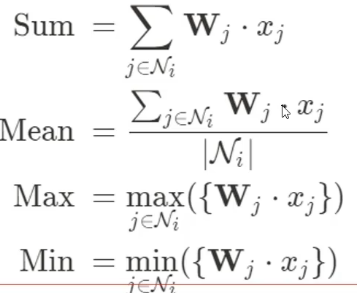 Sum = ∑_{j∈𝒩_i} 𝐖_j · x_j
Mean = \frac{∑_{j∈𝒩_i} 𝐖_j · x_j}{|𝒩_i|}
Max = max_{j∈𝒩_i}({𝐖_j · x_j})
Min = min_{j∈𝒩_i}({𝐖_j · x_j})